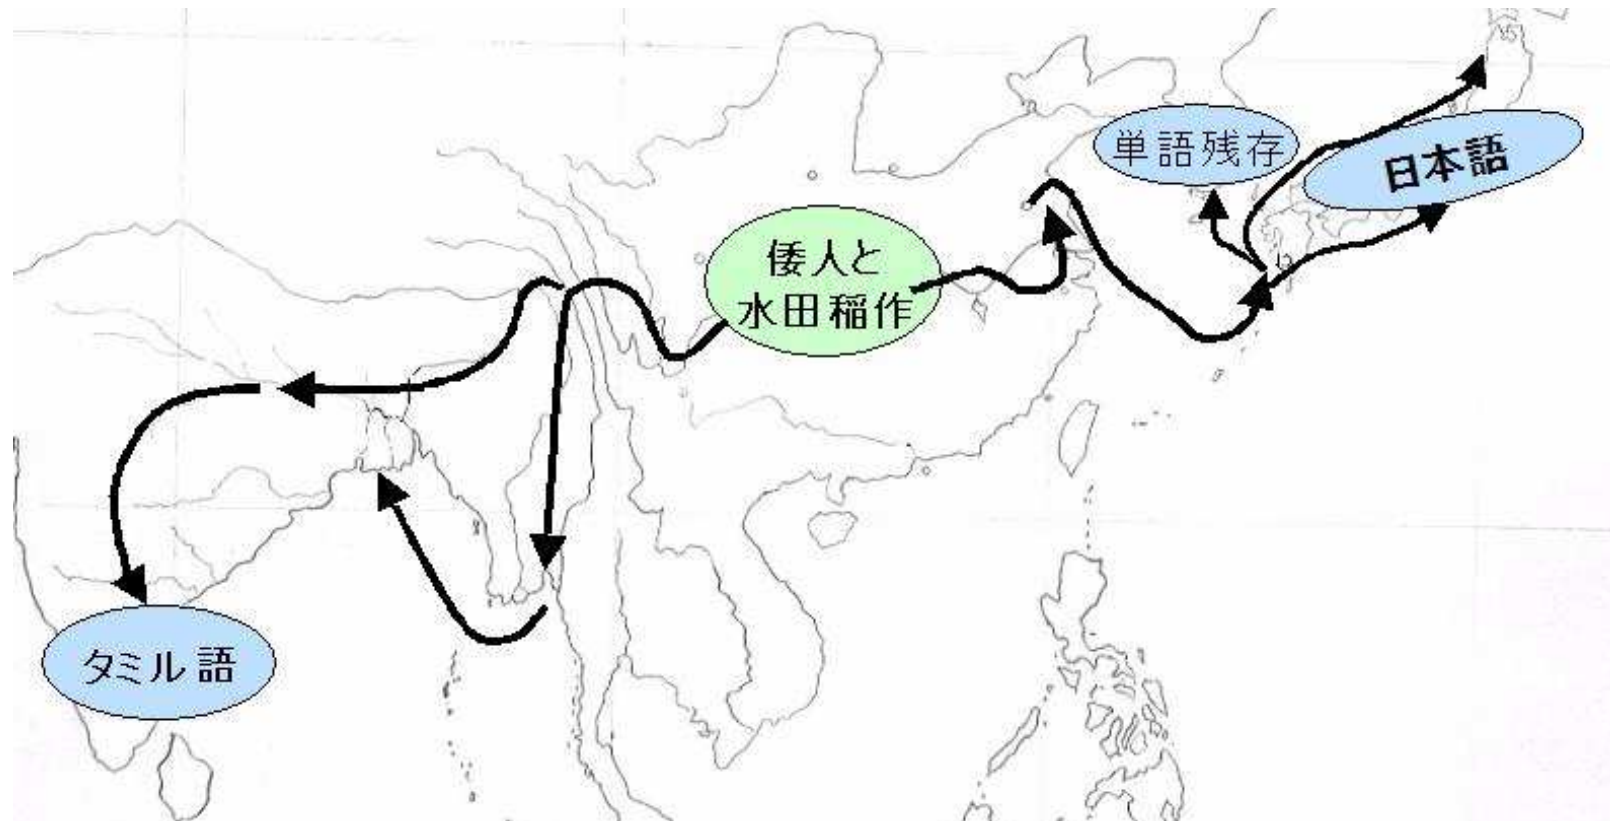 単語残存
日本語
倭人と
水田稲作
タミル語